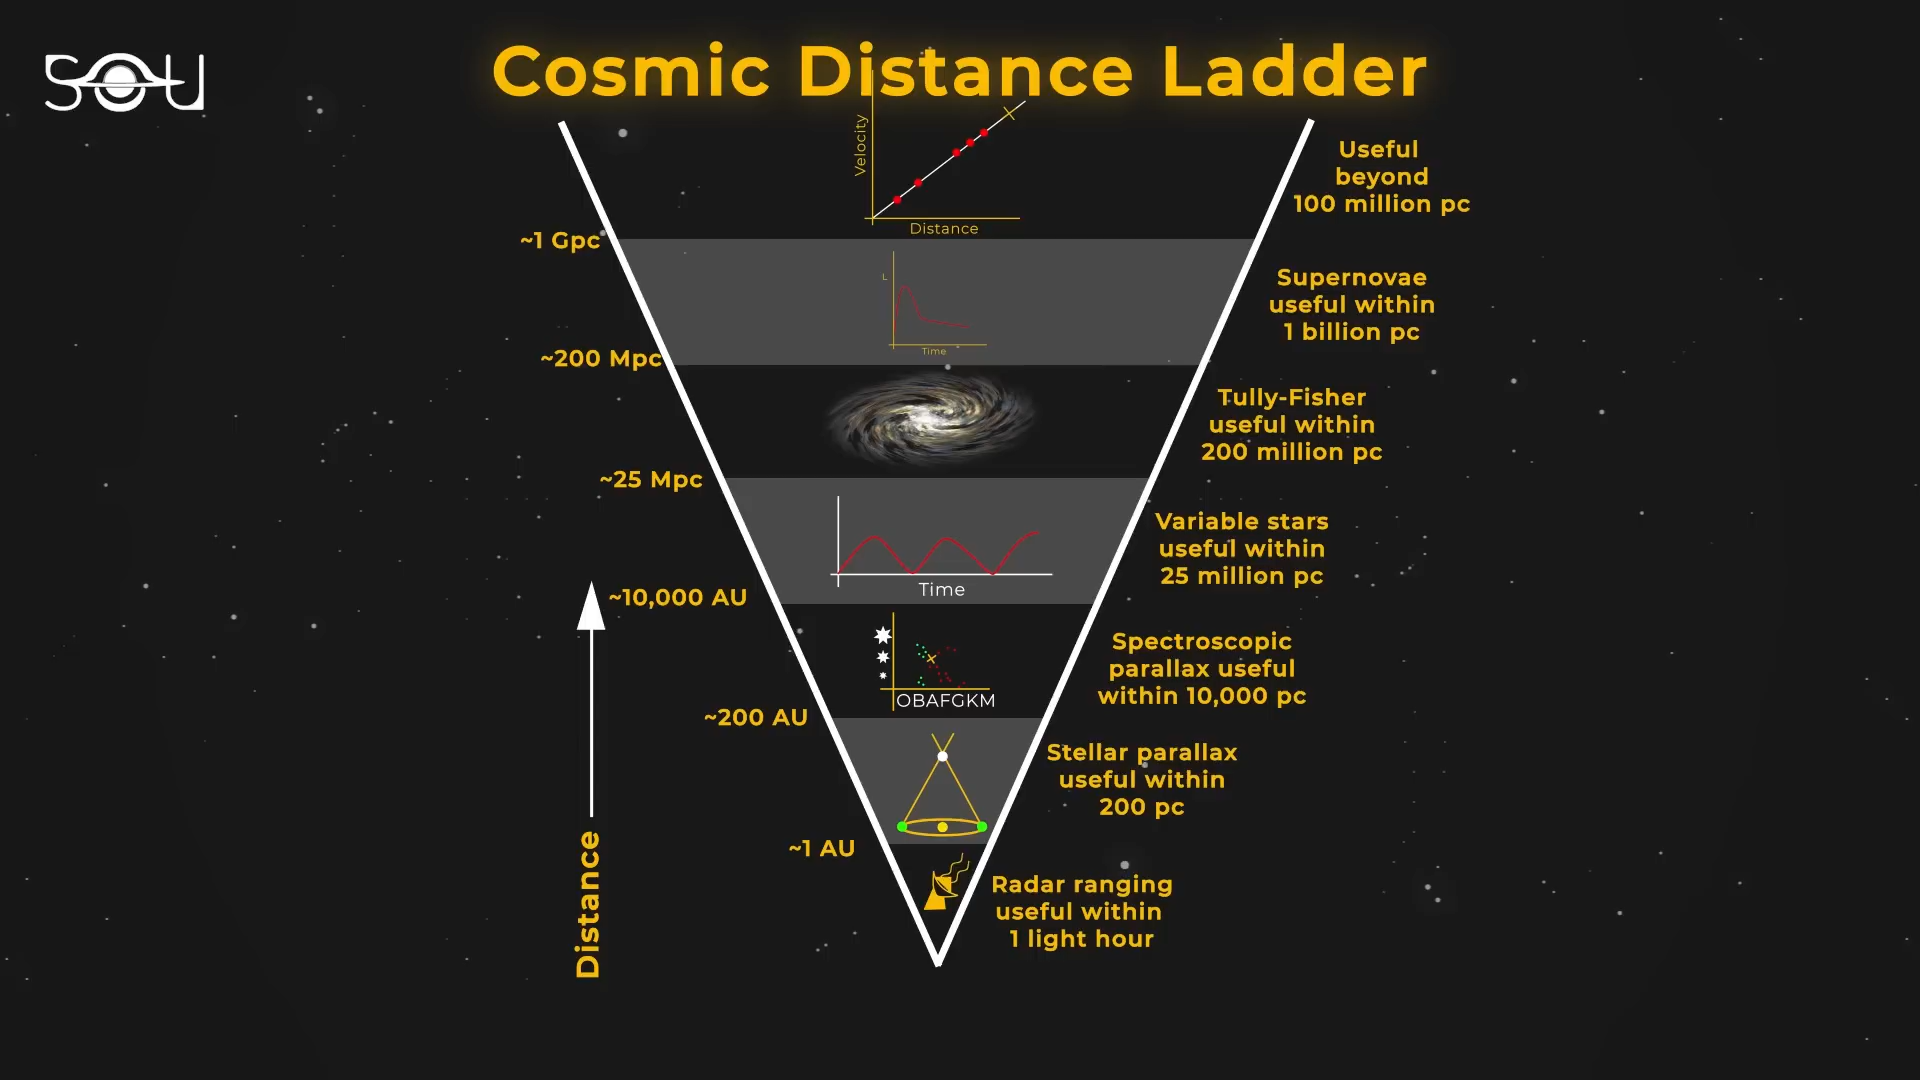 SOU
Cosmic Distance Ladder
Velocity
Distance
Useful
beyond
100 million pc
~1 Gpc
L
Time
Supernovae
useful within
1 billion pc
~200 Mpc
Tully-Fisher
useful within
200 million pc
~25 Mpc
Time
Variable stars
useful within
25 million pc
~10,000 AU
OBAFGKM
Spectroscopic
parallax useful
within 10,000 pc
~200 AU
Stellar parallax
useful within
200 pc
~1 AU
Radar ranging
useful within
1 light hour
Distance